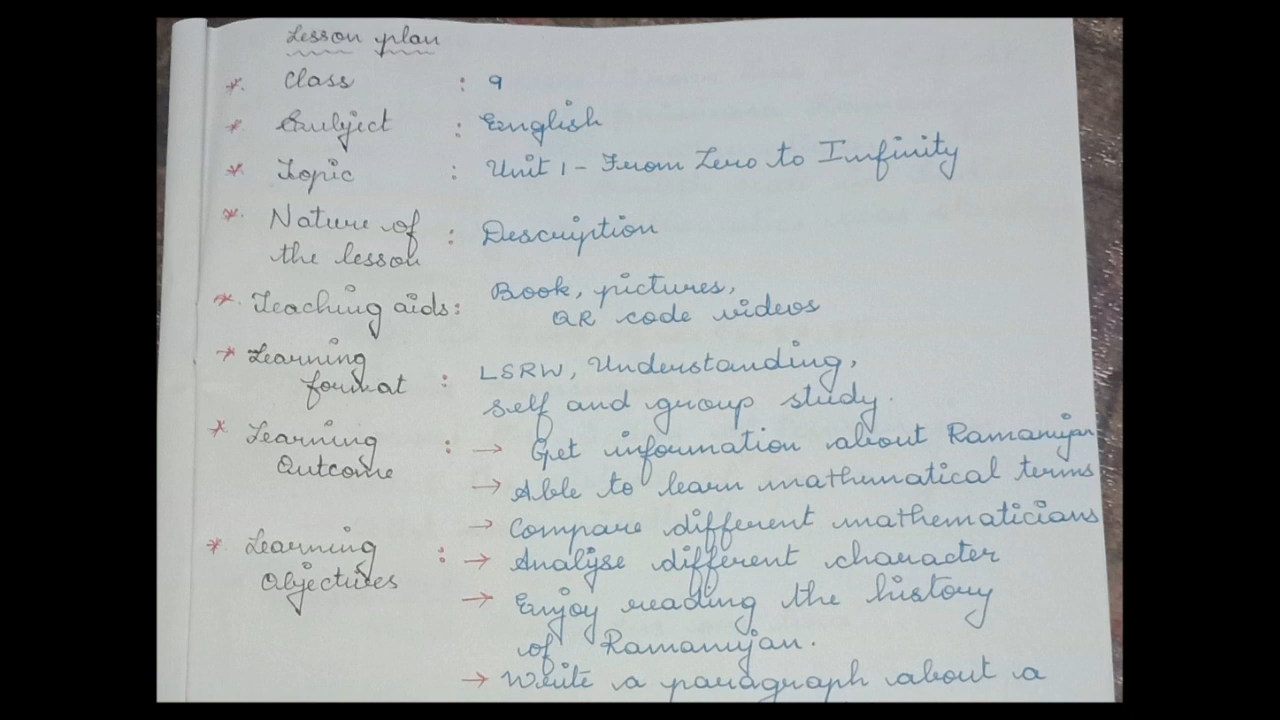 Lesson plan
* Class : 9
* Subject : English
* Topic : Unit 1 - From Zero to Infinity
* Nature of
the lesson : Description
* Teaching aids : Book, pictures,
QR code videos
* Learning
format : LSRW, Understanding,
self and group study.
* Learning : → Get information about Ramanujan
Outcome → Able to learn mathematical terms
→ Compare different mathematicians
* Learning : → Analyse different character
Objectives → Enjoy reading the history
of Ramanujan.
→ Write a paragraph about a